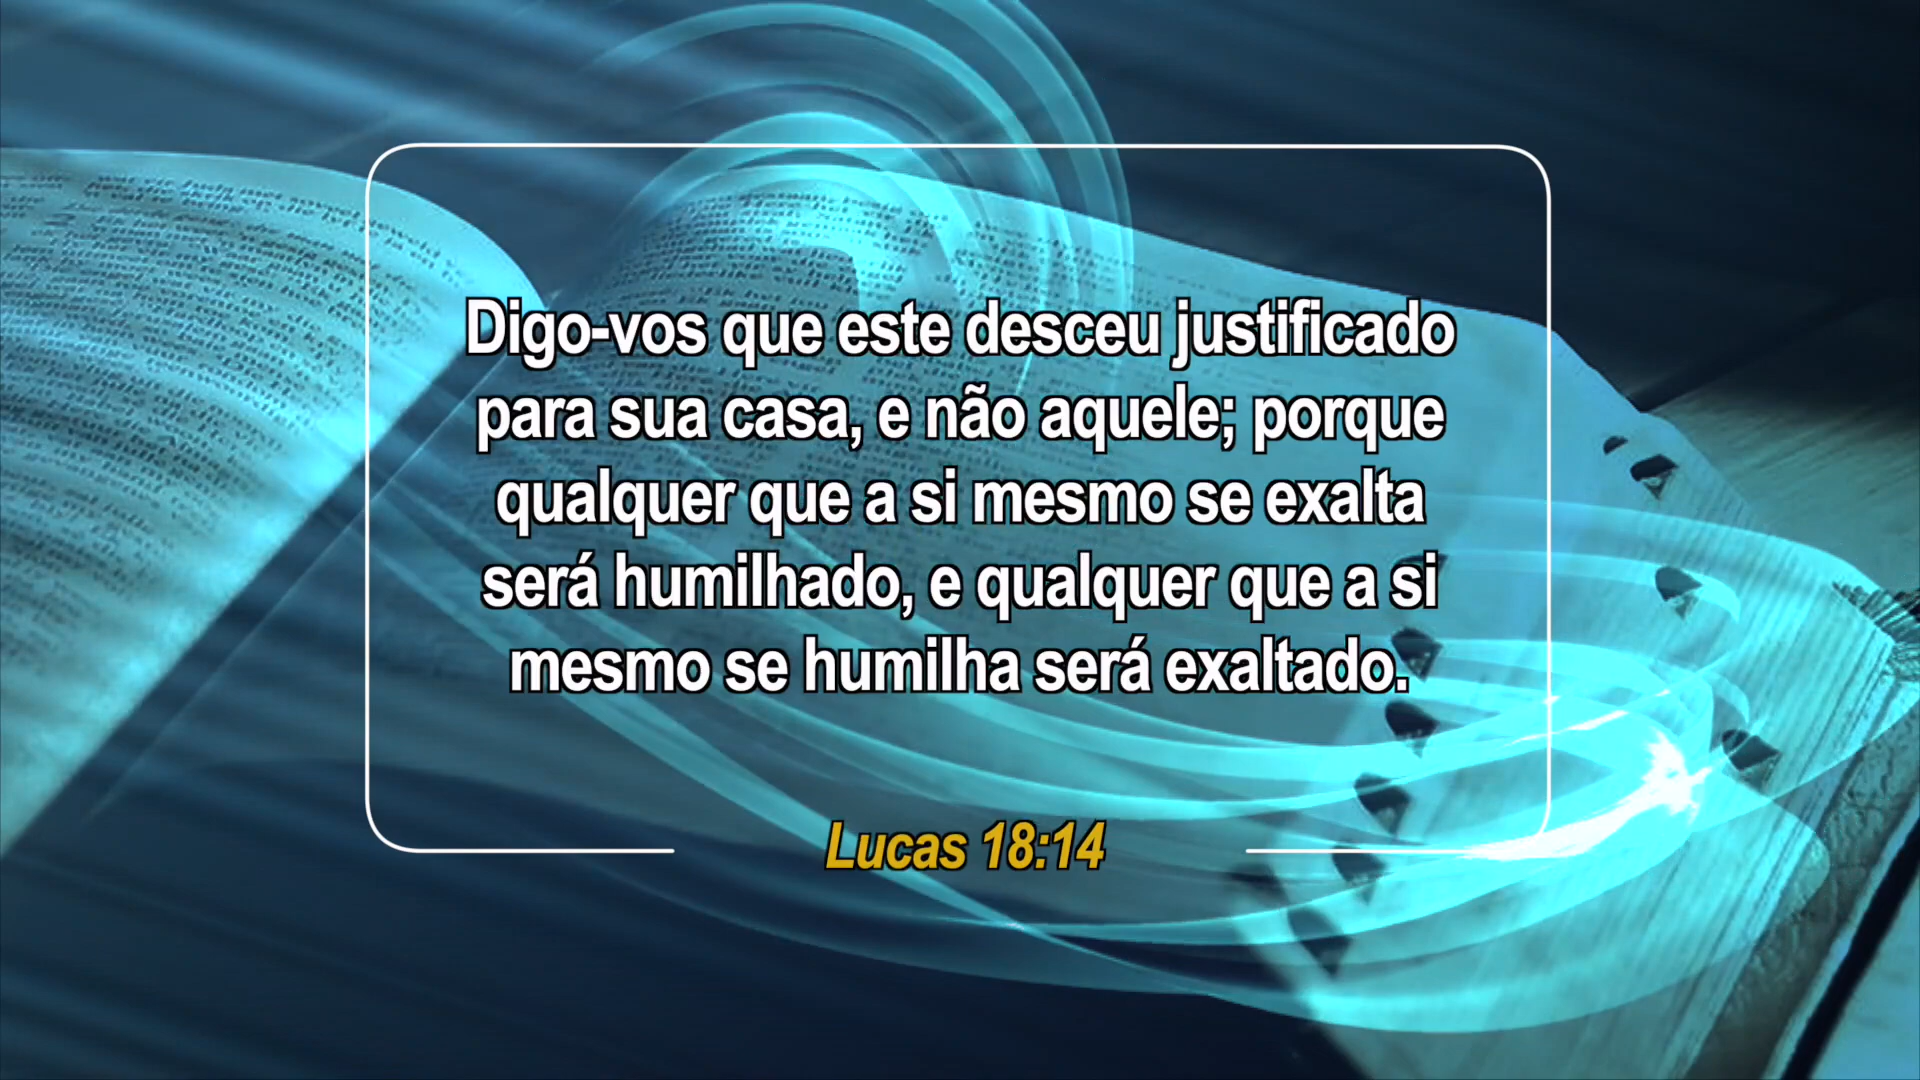 Digo-vos que este desceu justificado
para sua casa, e não aquele; porque
qualquer que a si mesmo se exalta
será humilhado, e qualquer que a si
mesmo se humilha será exaltado.
Lucas 18:14